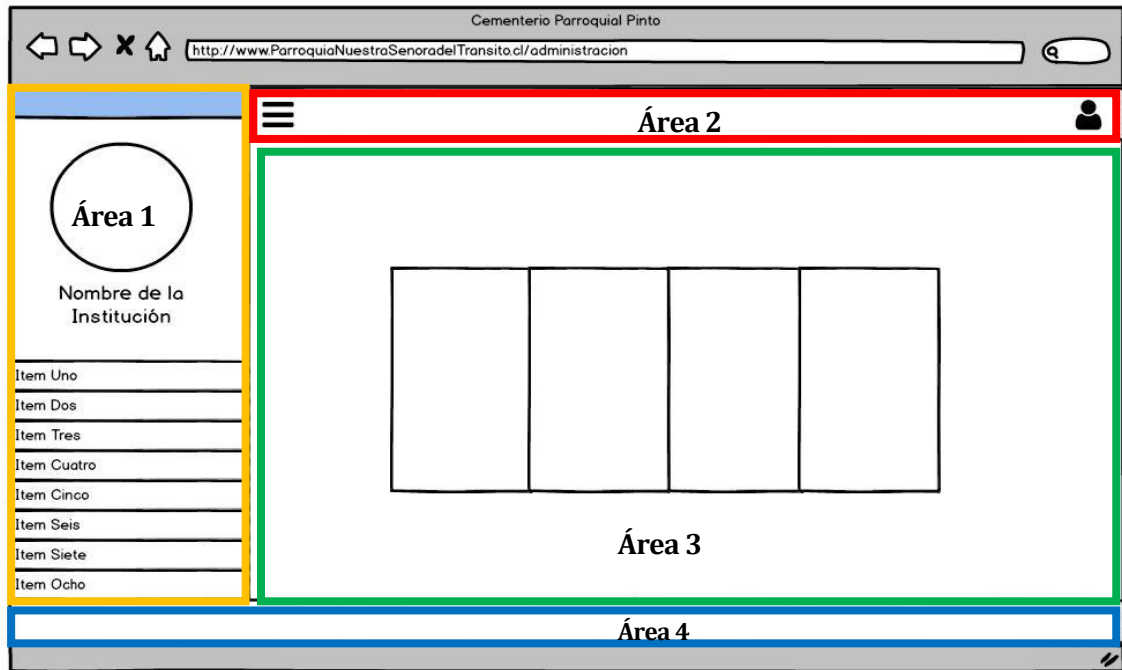 Cementerio Parroquial Pinto
http://www.ParroquiaNuestraSenoradelTransito.cl/administracion
Área 2
Área 1
Nombre de la
Institución
Item Uno
Item Dos
Item Tres
Item Cuatro
Item Cinco
Item Seis
Item Siete
Item Ocho
Área 3
Área 4